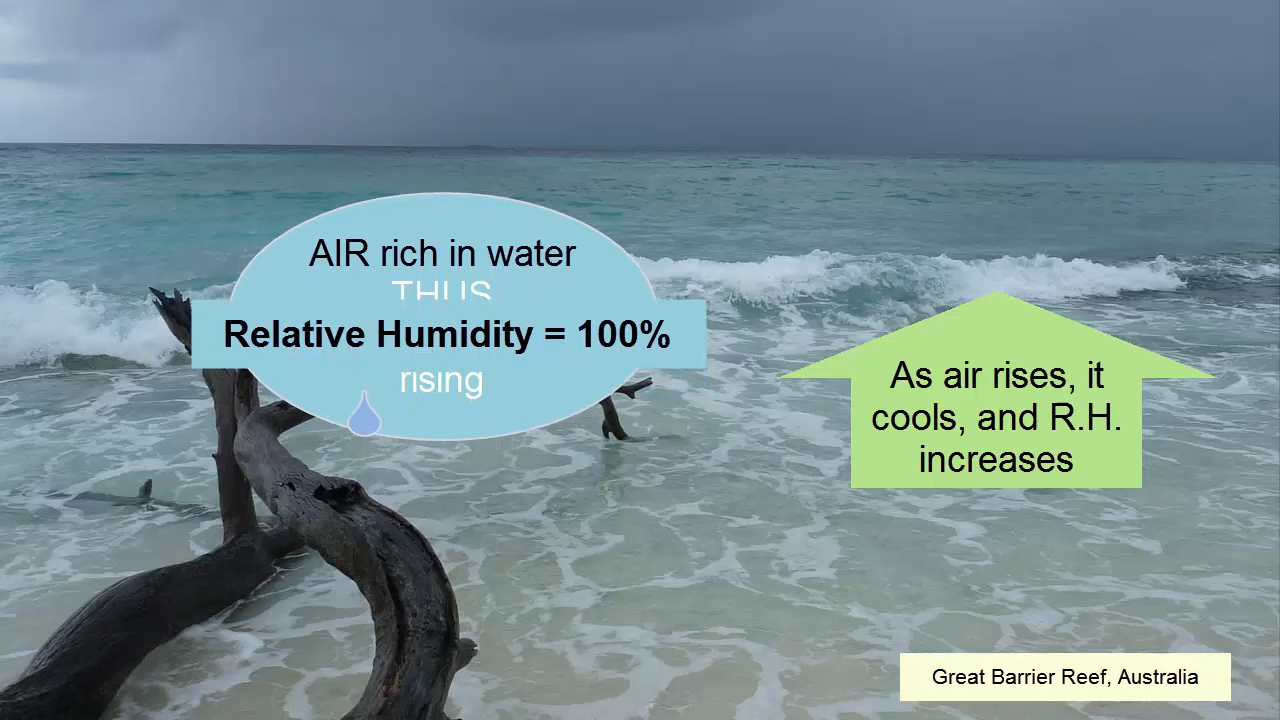 AIR rich in water
THUS
Relative Humidity = 100%
rising
As air rises, it
cools, and R.H.
increases
Great Barrier Reef, Australia